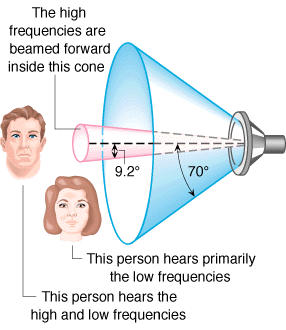 The high
frequencies are
beamed forward
inside this cone
9.2°
70°
This person hears primarily
the low frequencies
This person hears the
high and low frequencies